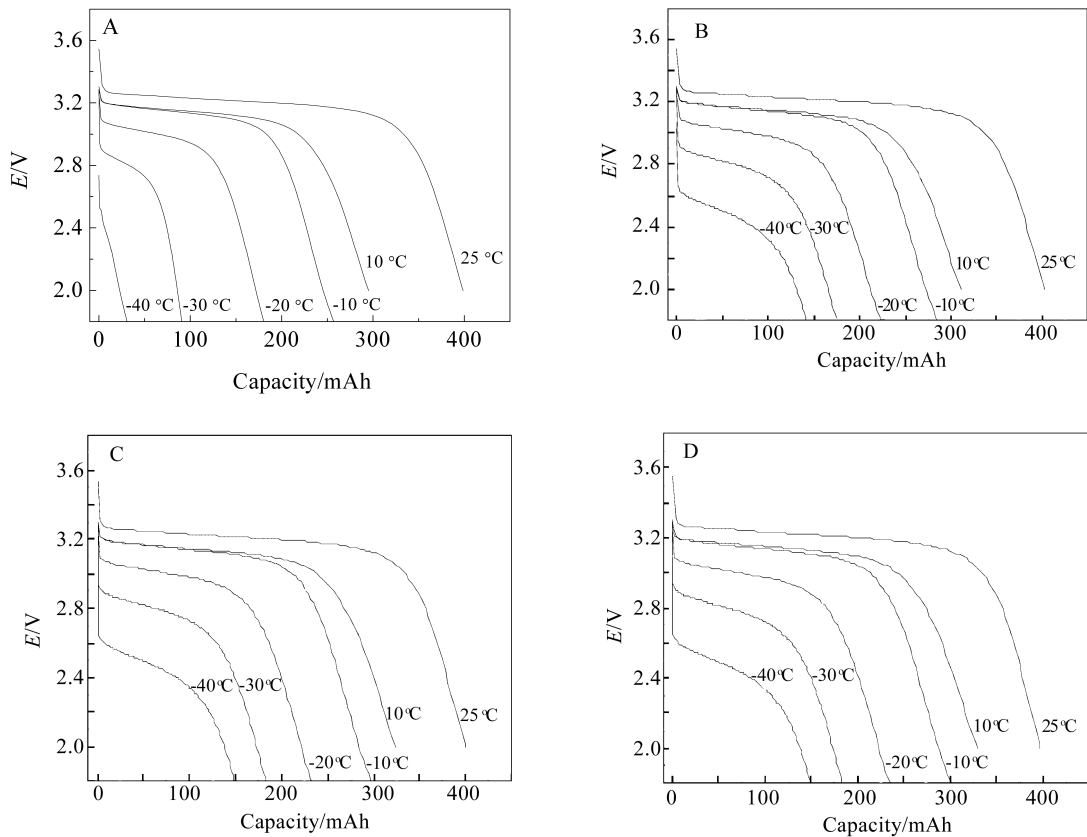 A
3.6
3.2
2.8
2.4
2.0
E/V
10 °C
25 °C
-40 °C
-30 °C
-20 °C
-10 °C
0
100
200
300
400
Capacity/mAh
B
3.6
3.2
2.8
2.4
2.0
E/V
-40°C
-30°C
10°C
25°C
-20°C
-10°C
0
100
200
300
400
Capacity/mAh
C
3.6
3.2
2.8
2.4
2.0
E/V
-40°C
-30°C
10°C
25°C
-20°C
-10°C
0
100
200
300
400
Capacity/mAh
D
3.6
3.2
2.8
2.4
2.0
E/V
-40°C
-30°C
10°C
25°C
-20°C
-10°C
0
100
200
300
400
Capacity/mAh